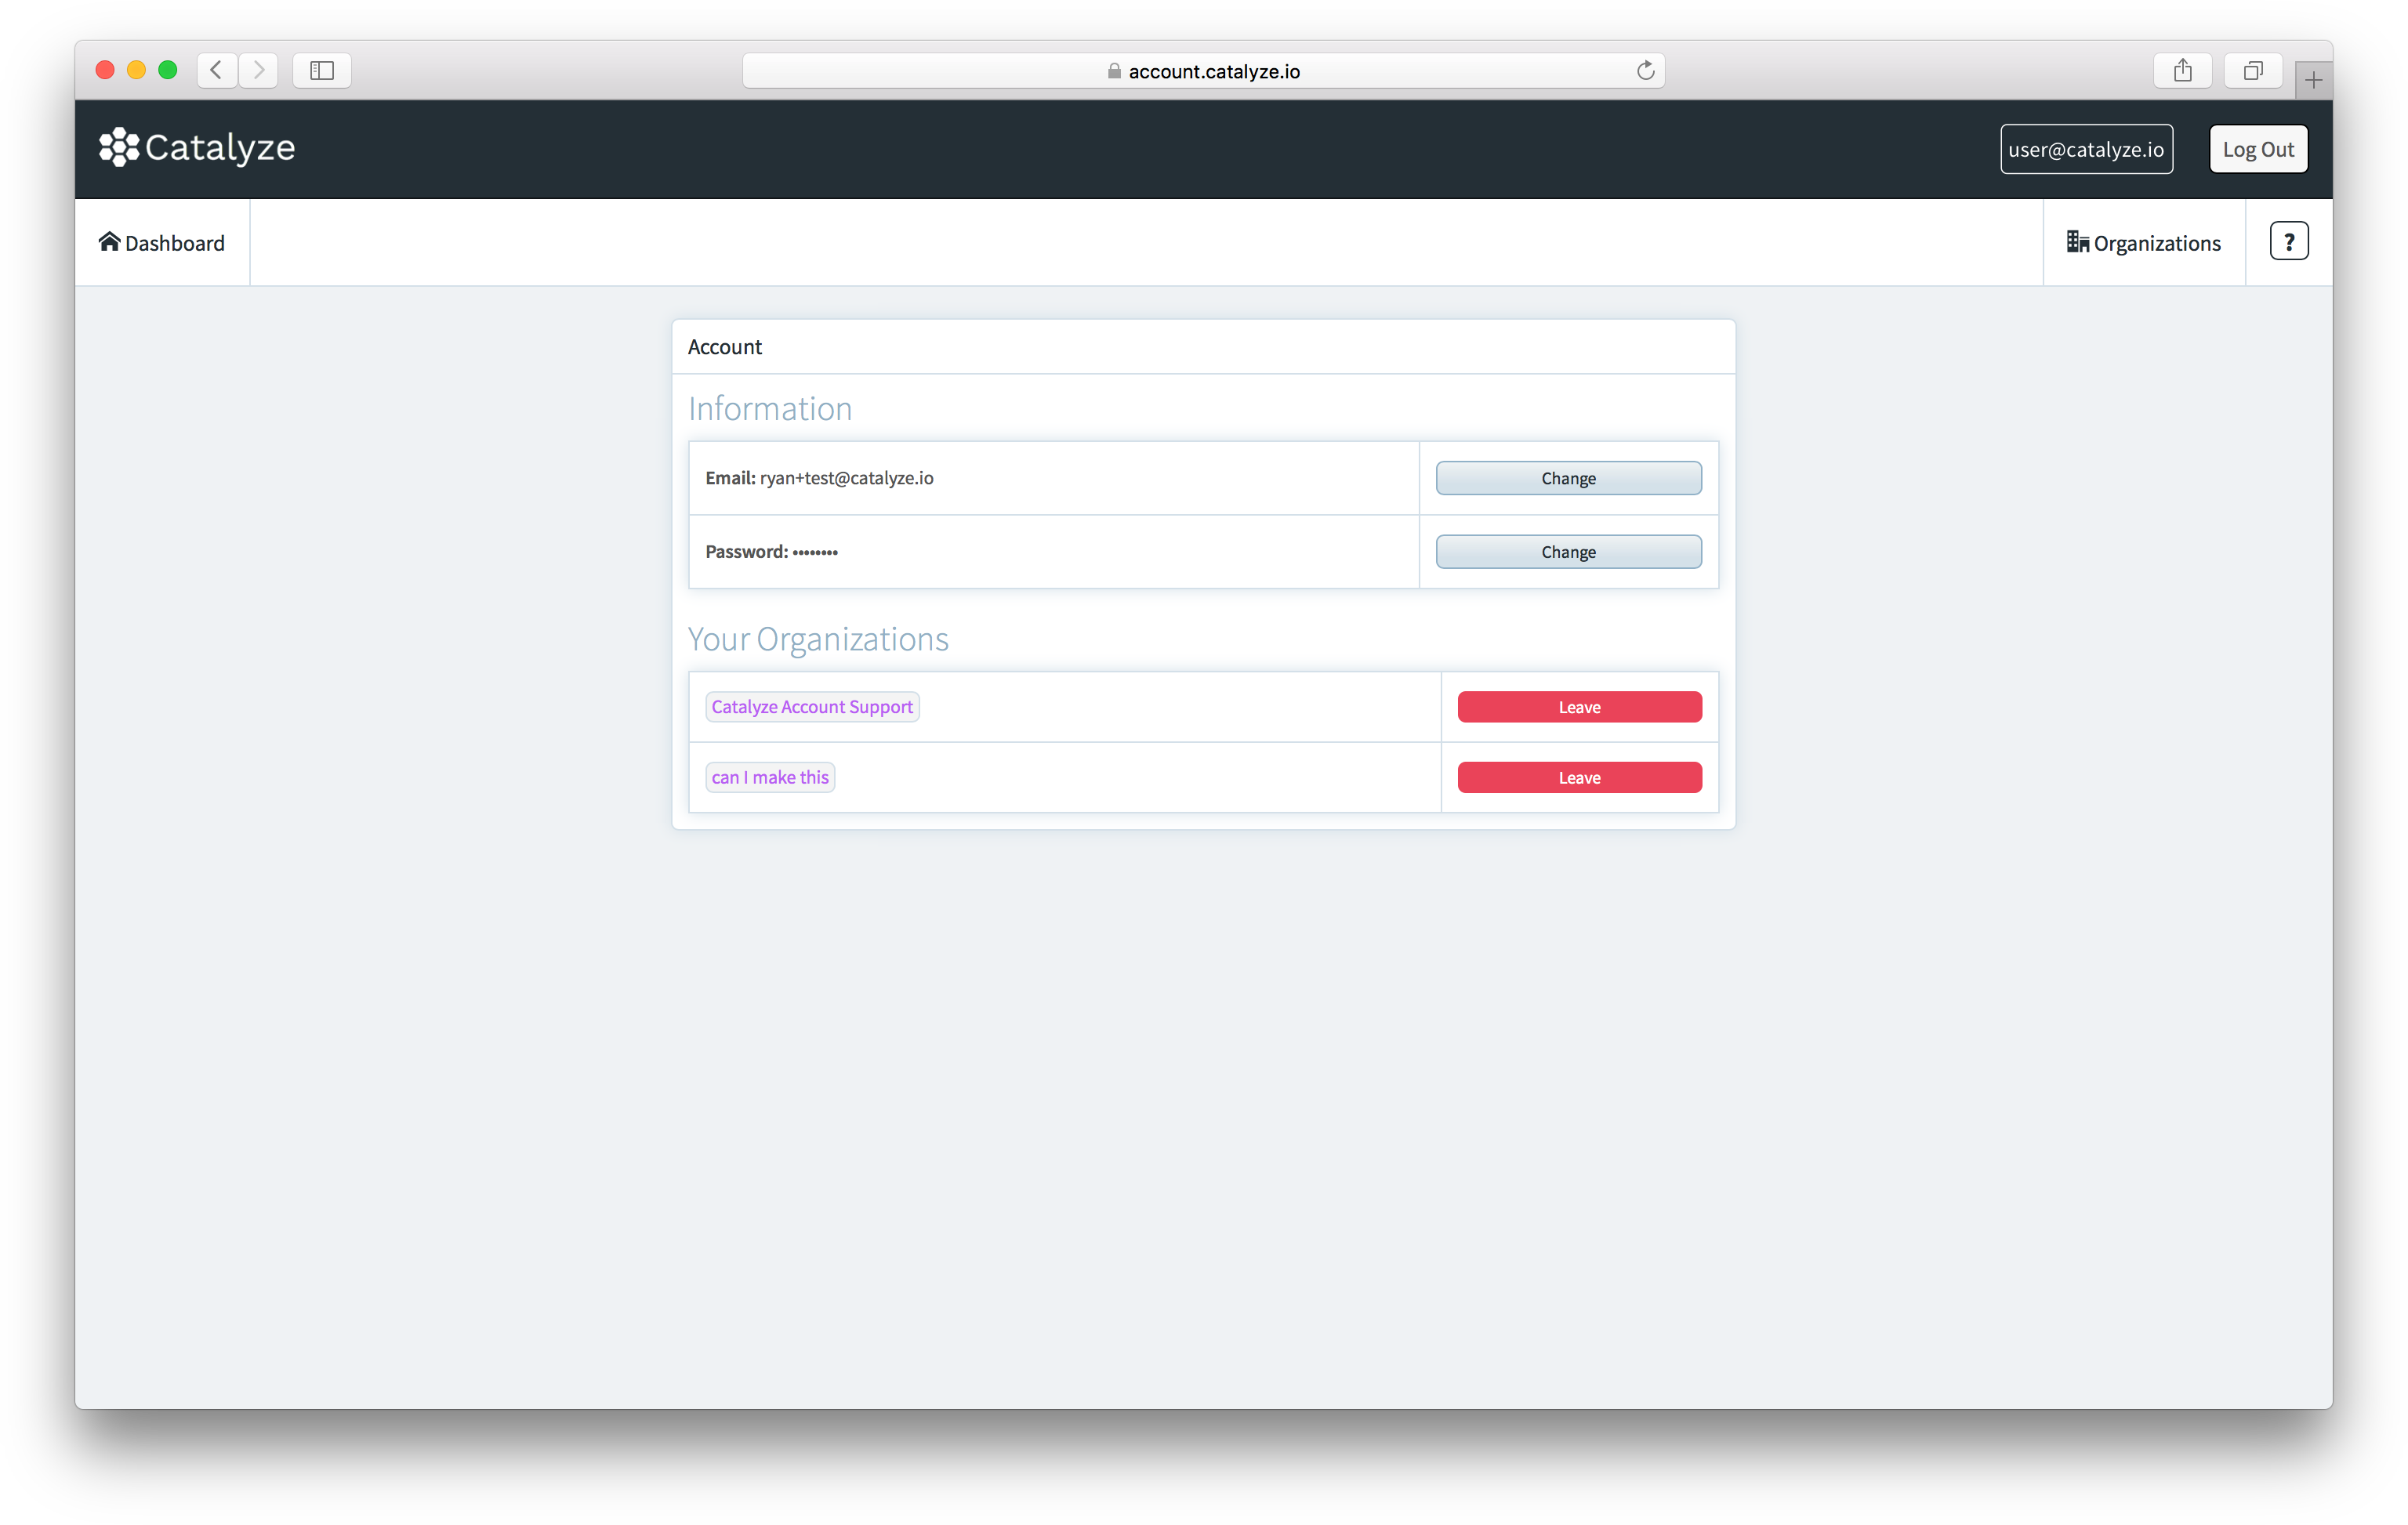 account.catalyze.io
Catalyze
user@catalyze.io
Log Out
Dashboard
Organizations
?
Account
Information
Email: ryan+test@catalyze.io
Change
Password: ••••••••
Change
Your Organizations
Catalyze Account Support
Leave
can I make this
Leave